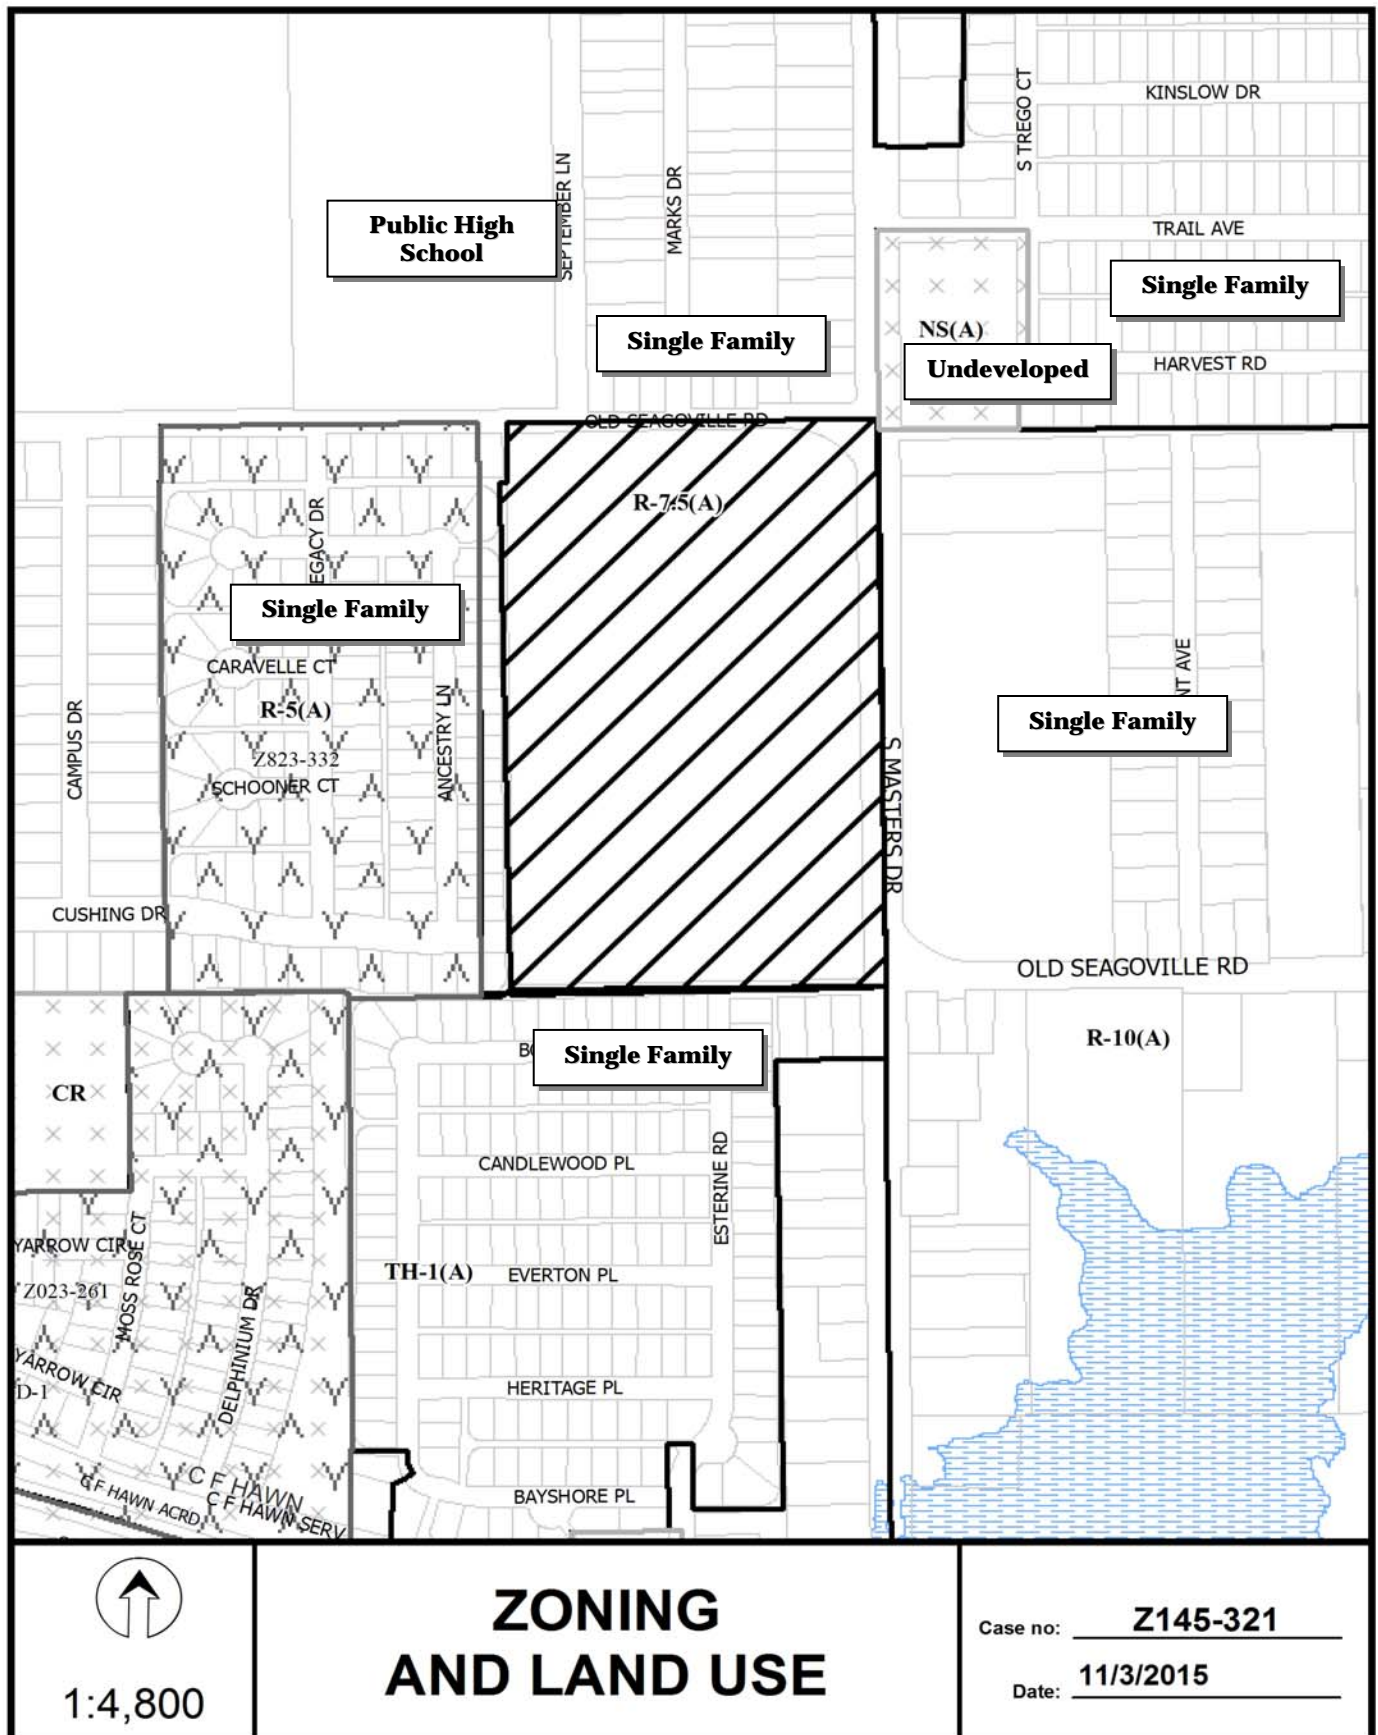 KINSLOW DR
S TREGO CT
SEPTEMBER LN
MARKS DR
Public High
School
TRAIL AVE
Single Family
Single Family
NS(A)
Undeveloped
HARVEST RD
OLD SEAGOVILLE RD
R-7.5(A)
EGACY DR
Single Family
CARAVELLE CT
R-5(A)
ANCESTRY LN
CAMPUS DR
Z823-332
SCHOONER CT
NT AVE
Single Family
S MASTERS DR
CUSHING DR
OLD SEAGOVILLE RD
R-10(A)
Single Family
CR
CANDLEWOOD PL
ESTERINE RD
YARROW CIR
MOSS ROSE CT
TH-1(A)
EVERTON PL
Z023-261
DELPHINIUM DR
YARROW CIR
D-1
HERITAGE PL
C F HAWN
C F HAWN ACRD
C F HAWN SERV
BAYSHORE PL
1:4,800
ZONING
AND LAND USE
Case no: Z145-321
Date: 11/3/2015